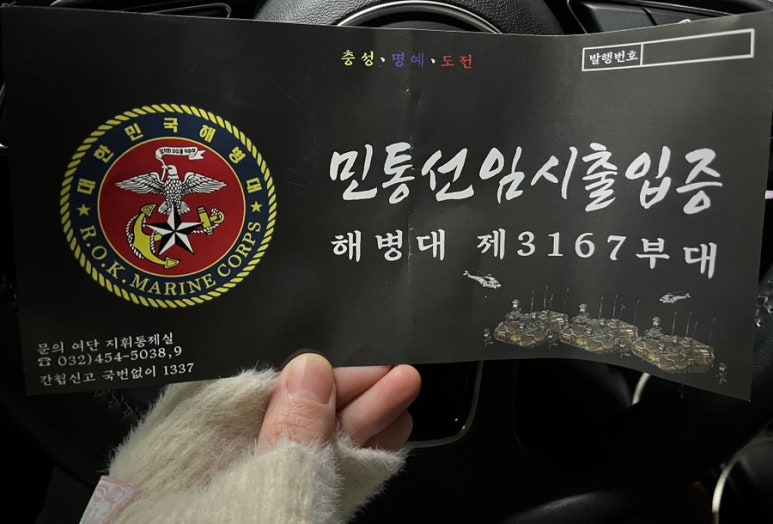 충성、명예、도전
발행번호
대한민국해병대
R.O.K. MARINE CORPS
민통선임시출입증
해병대 제3167부대
문의 여단 지휘통제실
☎ 032)454-5038,9
간첩신고 국번없이 1337